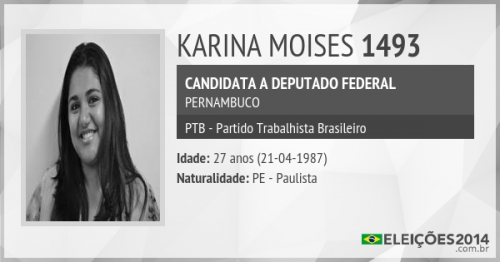 KARINA MOISES 1493
CANDIDATA A DEPUTADO FEDERAL
PERNAMBUCO
PTB - Partido Trabalhista Brasileiro
Idade: 27 anos (21-04-1987)
Naturalidade: PE - Paulista
ELEIÇÕES2014
.com.br